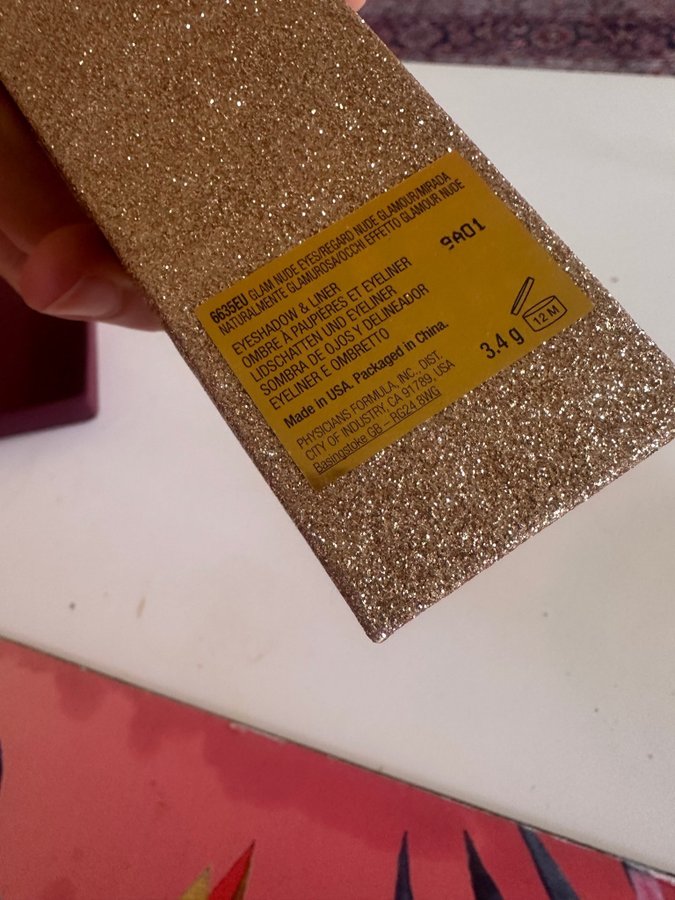 6635EU GLAM NUDE EYES/REGARD NUDE GLAMOUR/MIRADA
NATURALMENTE GLAMUROSA/OCCHI EFFETTO GLAMOUR NUDE
9A01
EYESHADOW & LINER
OMBRE À PAUPIÈRES ET EYELINER
LIDSCHATTEN UND EYELINER
SOMBRA DE OJOS Y DELINEADOR
EYELINER E OMBRETTO
Made in USA. Packaged in China.
3.4 g
12 M
PHYSICIANS FORMULA, INC., DIST.
CITY OF INDUSTRY, CA 91789, USA
Basingstoke GB – RG24 8WG